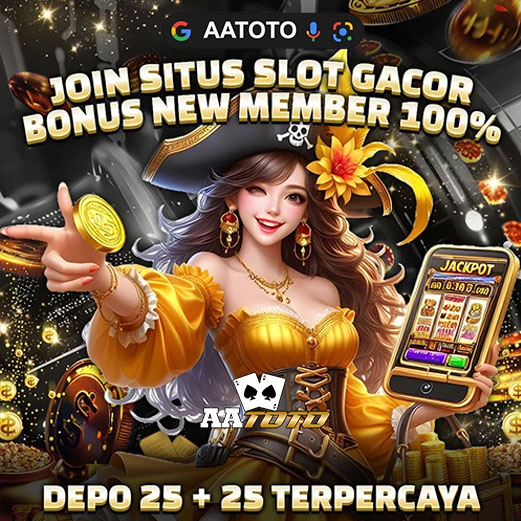 AATOTO
JOIN SITUS SLOT GACOR
BONUS NEW MEMBER 100%
JACKPOT
AATOTO
DEPO 25 + 25 TERPERCAYA